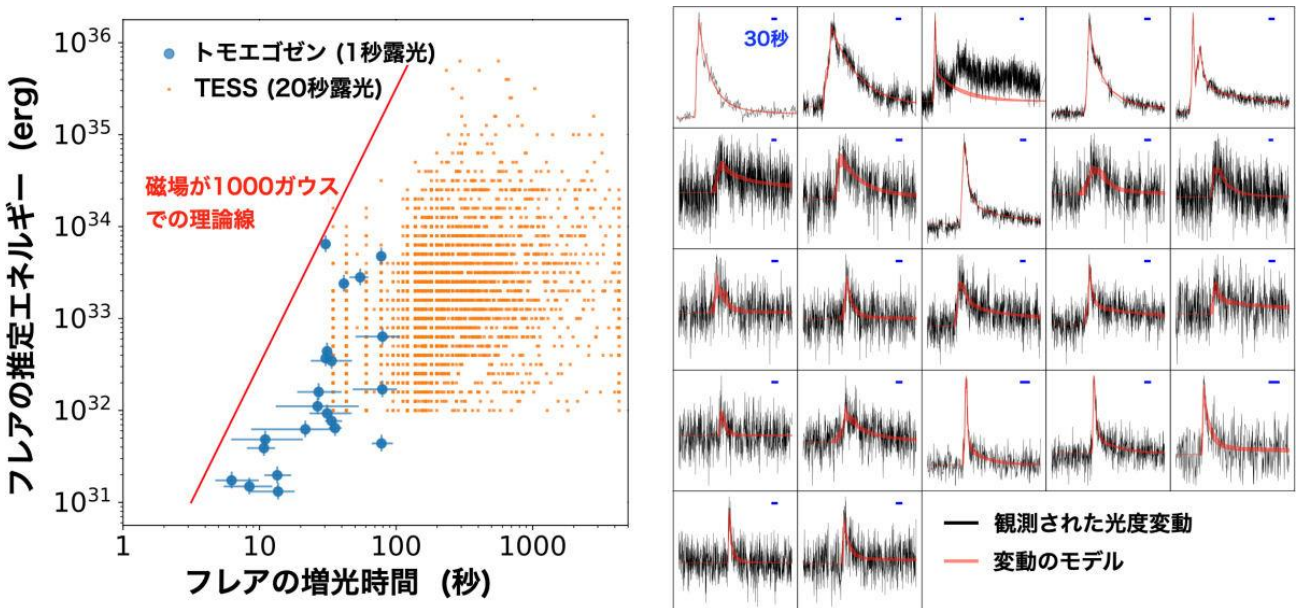 フレアの推定エネルギー (erg)
10^36
10^35
10^34
10^33
10^32
10^31
トモエゴゼン (1秒露光)
TESS (20秒露光)
磁場が1000ガウス
での理論線
1
10
100
1000
フレアの増光時間 (秒)
30秒
観測された光度変動
変動のモデル